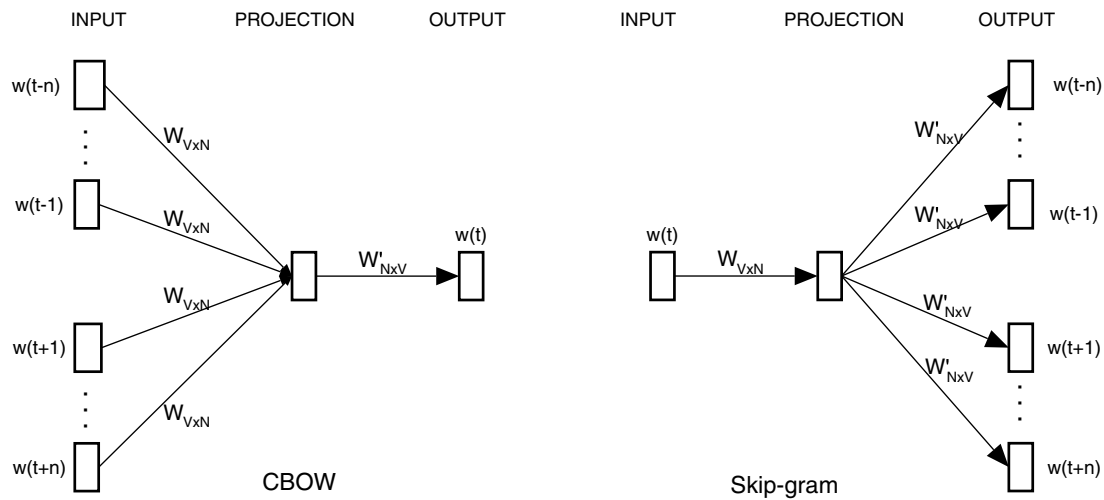 INPUT PROJECTION OUTPUT
w(t-n)
W_VxN
w(t-1)
W_VxN
w(t)
W'_NxV
W_VxN
w(t+1)
W_VxN
w(t+n)
CBOW
INPUT PROJECTION OUTPUT
w(t-n)
W'_NxV
w(t-1)
W'_NxV
w(t)
W_VxN
W'_NxV
w(t+1)
W'_NxV
w(t+n)
Skip-gram